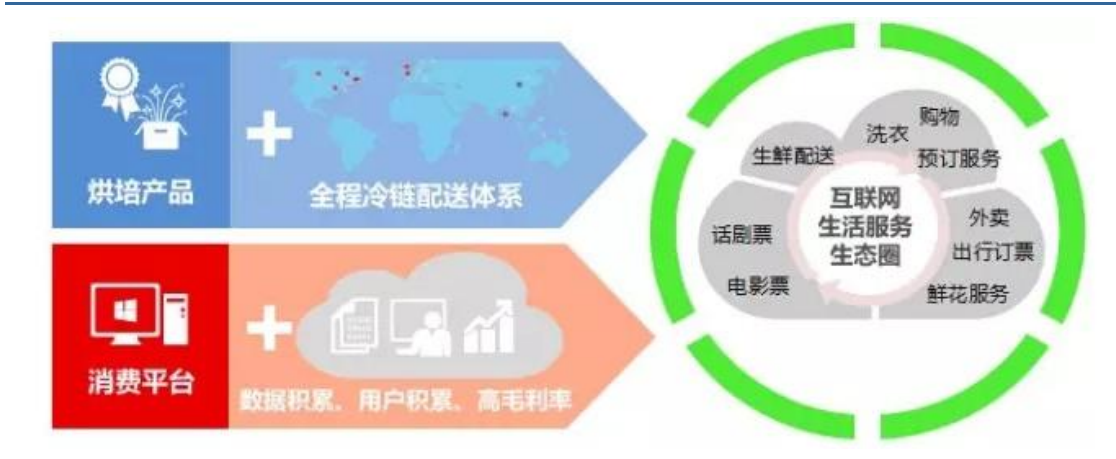 烘培产品
+
全程冷链配送体系
消费平台
+
数据积累。用户积累。高毛利率
生鲜配送
洗衣
购物
预订服务
话剧票
电影票
互联网
生活服务
生态圈
外卖
出行订票
鲜花服务